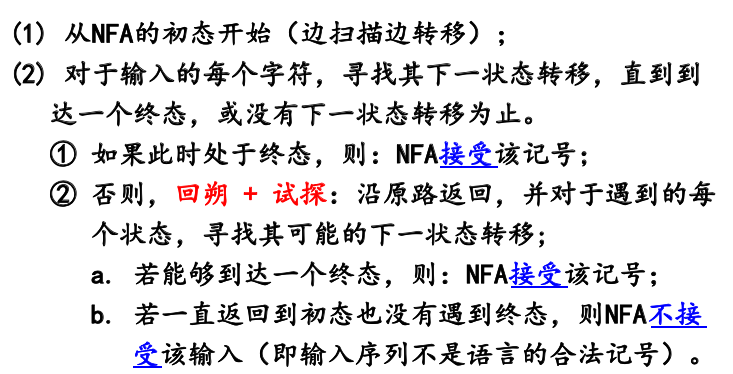 (1) 从NFA的初态开始（边扫描边转移）；
(2) 对于输入的每个字符，寻找其下一状态转移，直到到
达一个终态，或没有下一状态转移为止。
① 如果此时处于终态，则：NFA接受该记号；
② 否则，回朔 + 试探：沿原路返回，并对于遇到的每
个状态，寻找其可能的下一状态转移；
a. 若能够到达一个终态，则：NFA接受该记号；
b. 若一直返回到初态也没有遇到终态，则NFA不接
受该输入（即输入序列不是语言的合法记号）。